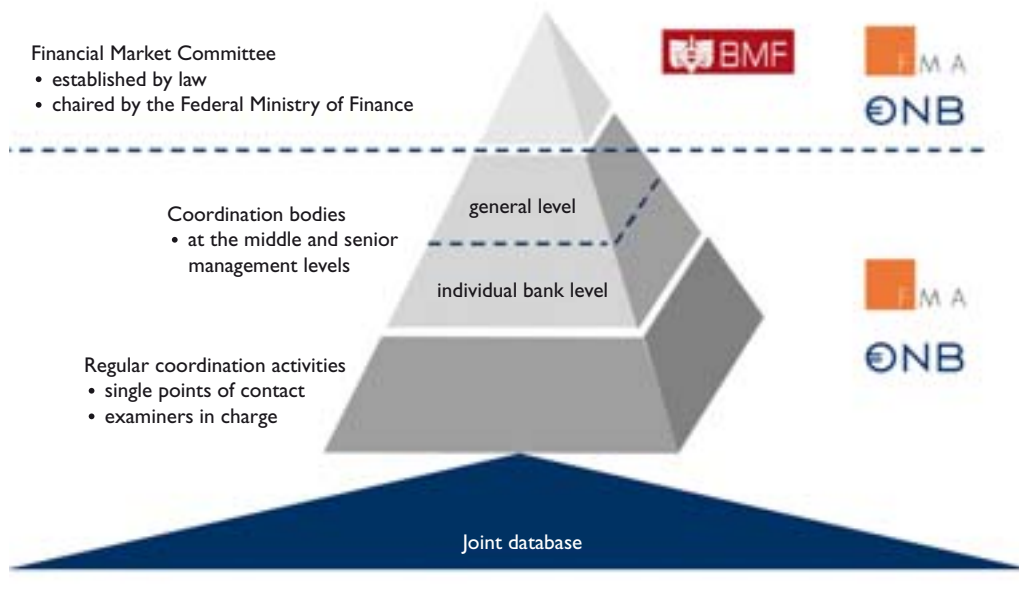 Financial Market Committee
• established by law
• chaired by the Federal Ministry of Finance
BMF
FMA
ONB
Coordination bodies
• at the middle and senior
management levels
general level
individual bank level
FMA
ONB
Regular coordination activities
• single points of contact
• examiners in charge
Joint database